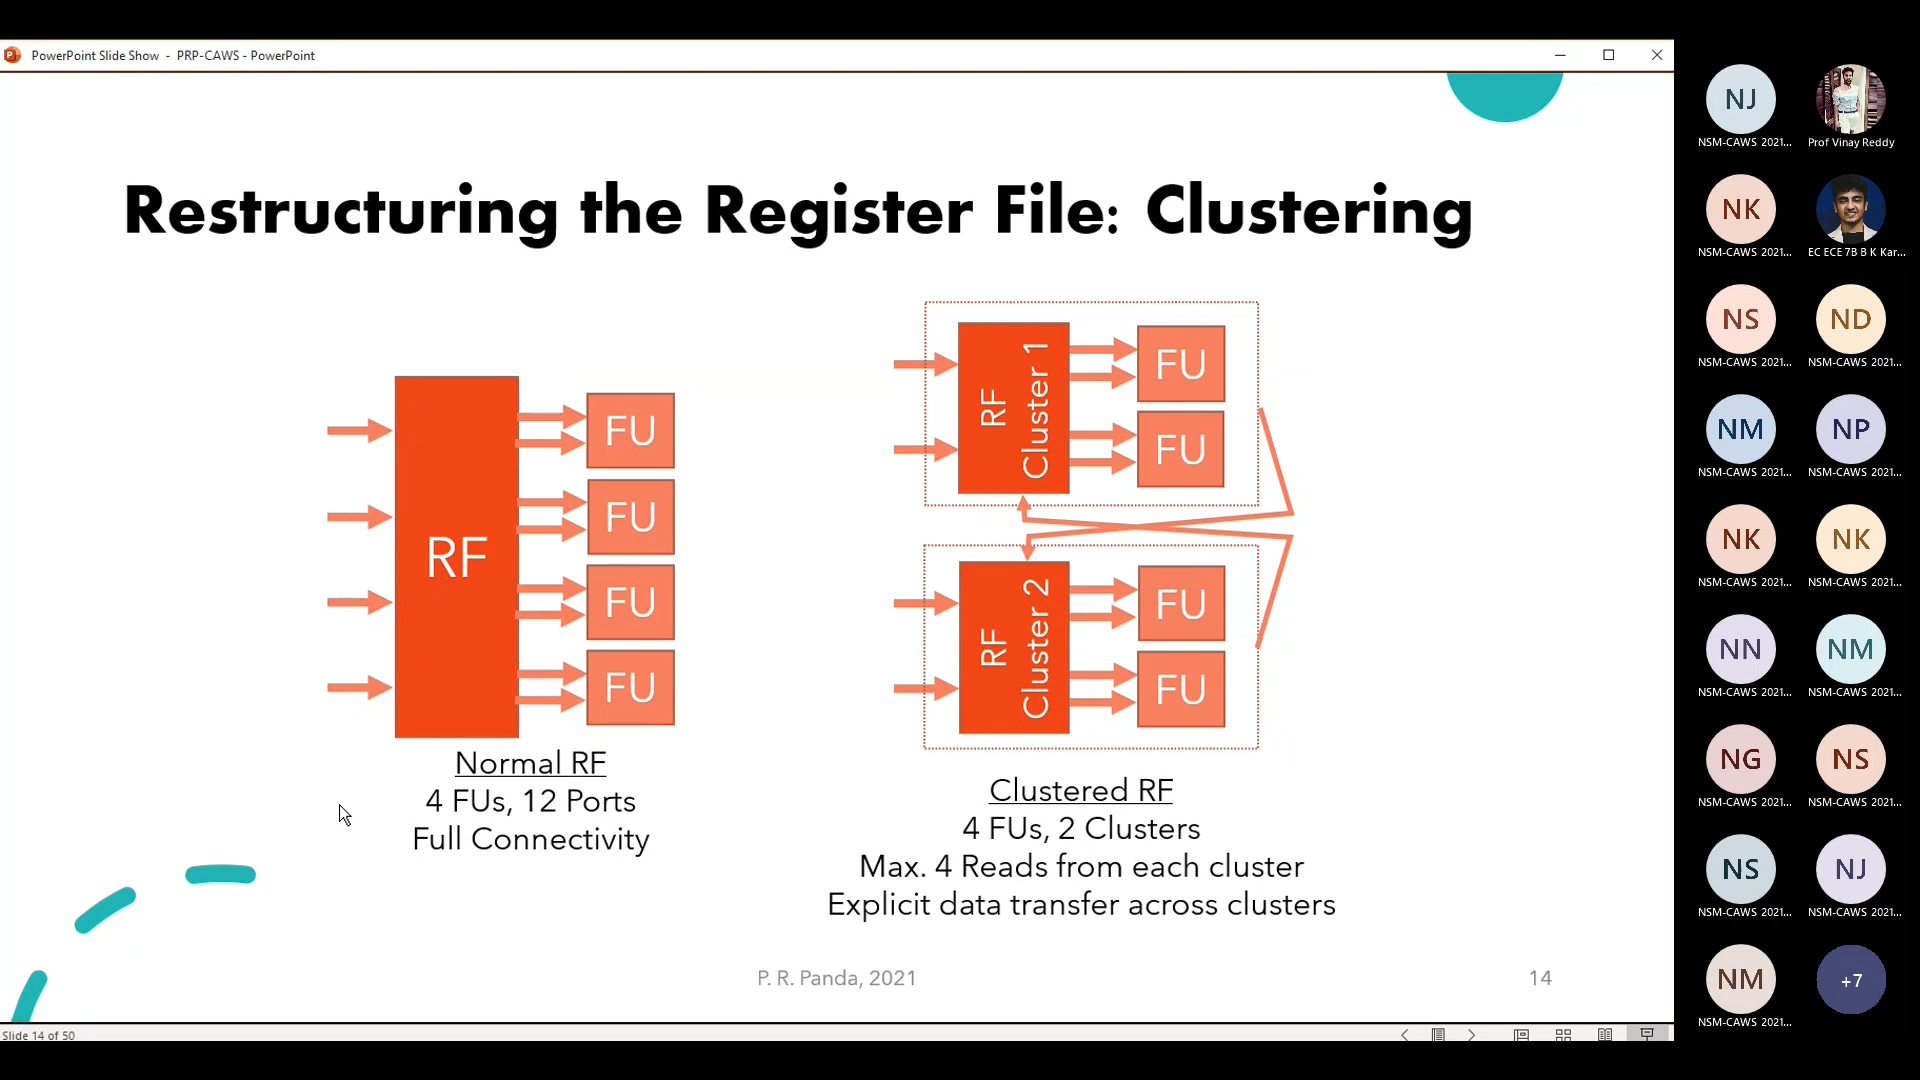 PowerPoint Slide Show - PRP-CAWS - PowerPoint
Restructuring the Register File: Clustering
RF
FU
FU
FU
FU
Normal RF
4 FUs, 12 Ports
Full Connectivity
RF
Cluster 1
FU
FU
RF
Cluster 2
FU
FU
Clustered RF
4 FUs, 2 Clusters
Max. 4 Reads from each cluster
Explicit data transfer across clusters
P. R. Panda, 2021
14
Slide 14 of 50
NJ
NSM-CAWS 2021...
Prof Vinay Reddy
NK
NSM-CAWS 2021...
EC ECE 7B B K Kar...
NS
NSM-CAWS 2021...
ND
NSM-CAWS 2021...
NM
NSM-CAWS 2021...
NP
NSM-CAWS 2021...
NK
NSM-CAWS 2021...
NK
NSM-CAWS 2021...
NN
NSM-CAWS 2021...
NM
NSM-CAWS 2021...
NG
NSM-CAWS 2021...
NS
NSM-CAWS 2021...
NS
NSM-CAWS 2021...
NJ
NSM-CAWS 2021...
NM
NSM-CAWS 2021...
+7